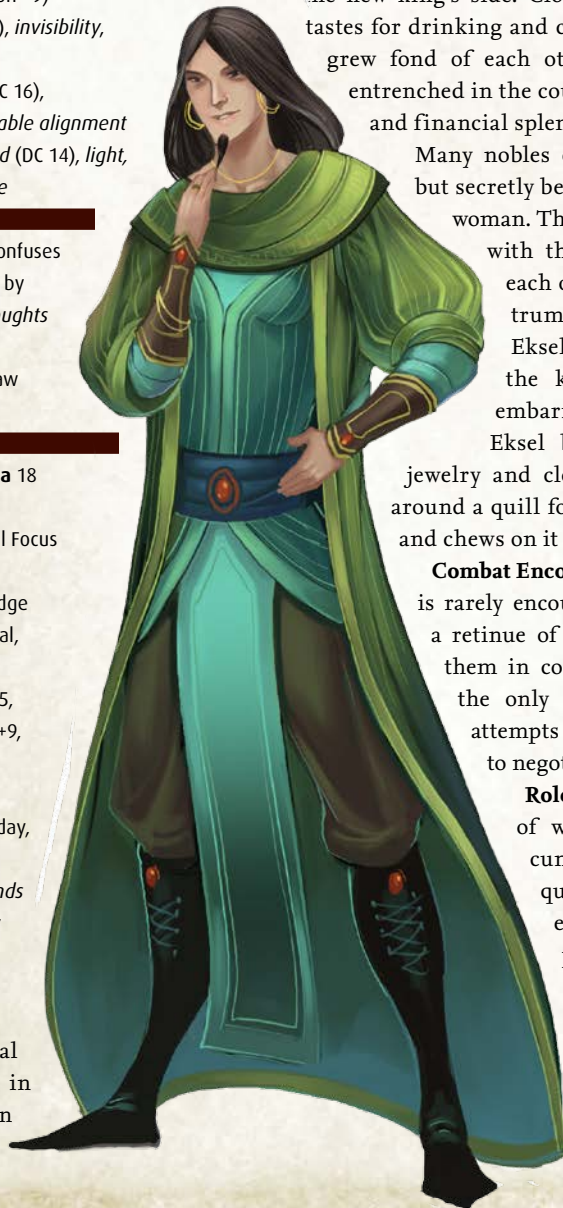 ), invisibility,
C 16),
able alignment
d (DC 14), light,
e
onfuses
by
oughts
aw
a 18
l Focus
dge
al,
5,
+9,
day,
nds
al
in
n
the new king's side. Clo
tastes for drinking and c
grew fond of each ot
entrenched in the cou
and financial splen
Many nobles
but secretly be
woman. Th
with th
each o
trum
Eksel
the k
embarr
Eksel b
jewelry and clo
around a quill fo
and chews on it
Combat Enco
is rarely encou
a retinue of
them in co
the only
attempts
to negot
Role
of w
cun
qu
e